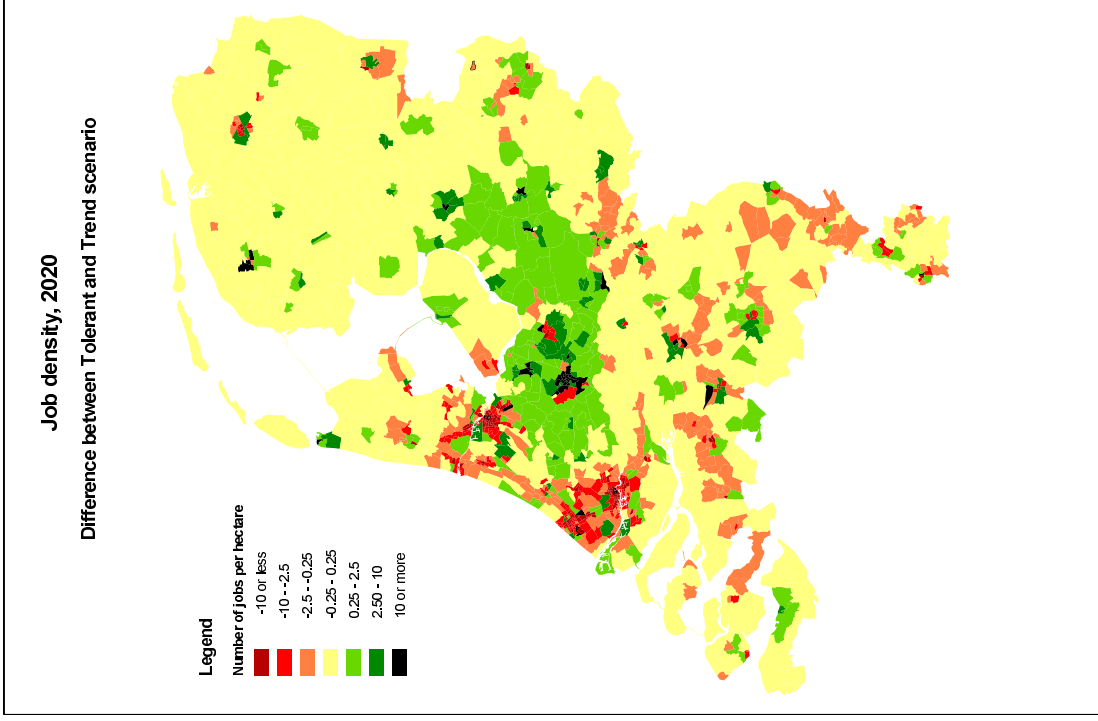 Job density, 2020
Difference between Tolerant and Trend scenario
Legend
Number of jobs per hectare
-10 or less
-10 - -2.5
-2.5 - -0.25
-0.25 - 0.25
0.25 - 2.5
2.50 - 10
10 or more